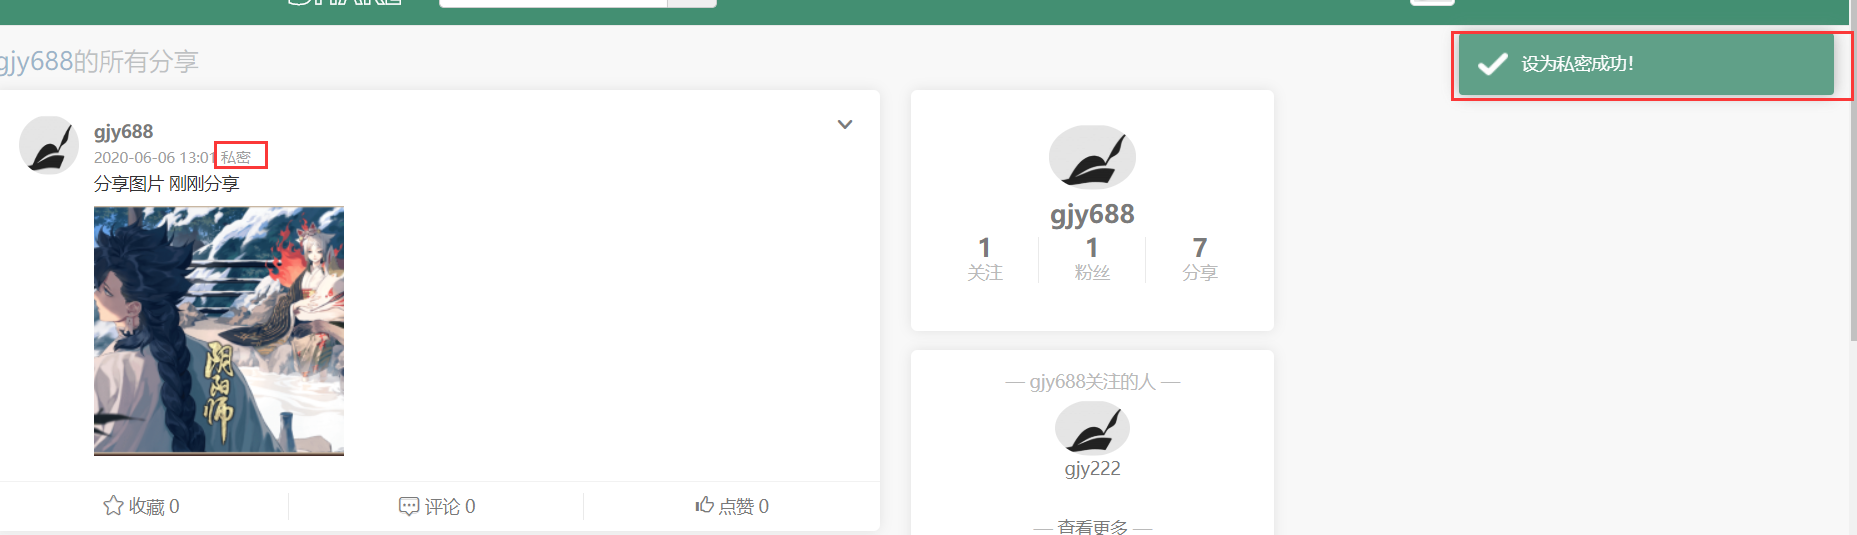 SHARE
设为私密成功!
gjy688的所有分享
gjy688
2020-06-06 13:01 私密
分享图片 刚刚分享
阴阳师
收藏 0
评论 0
点赞 0
gjy688
1
关注
1
粉丝
7
分享
— gjy688关注的人 —
gjy222
— 查看更多 —